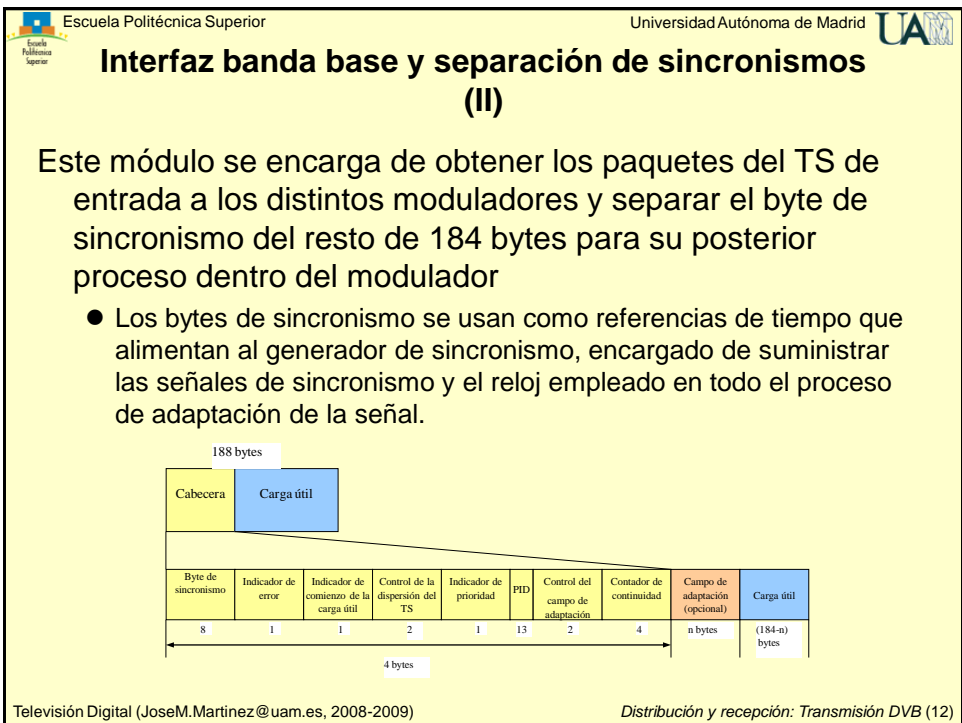 Escuela Politécnica Superior
Universidad Autónoma de Madrid
UAM
Escuela
Politécnica
Superior
Interfaz banda base y separación de sincronismos
(II)
Este módulo se encarga de obtener los paquetes del TS de
entrada a los distintos moduladores y separar el byte de
sincronismo del resto de 184 bytes para su posterior
proceso dentro del modulador
● Los bytes de sincronismo se usan como referencias de tiempo que
alimentan al generador de sincronismo, encargado de suministrar
las señales de sincronismo y el reloj empleado en todo el proceso
de adaptación de la señal.
188 bytes
Cabecera
Carga útil
Byte de
sincronismo
Indicador de
error
Indicador de
comienzo de la
carga útil
Control de la
dispersión del
TS
Indicador de
prioridad
PID
Control del
campo de
adaptación
Contador de
continuidad
Campo de
adaptación
(opcional)
Carga útil
8
1
1
2
1
13
2
4
n bytes
(184-n)
bytes
4 bytes
Televisión Digital (JoseM.Martinez@uam.es, 2008-2009)
Distribución y recepción: Transmisión DVB (12)